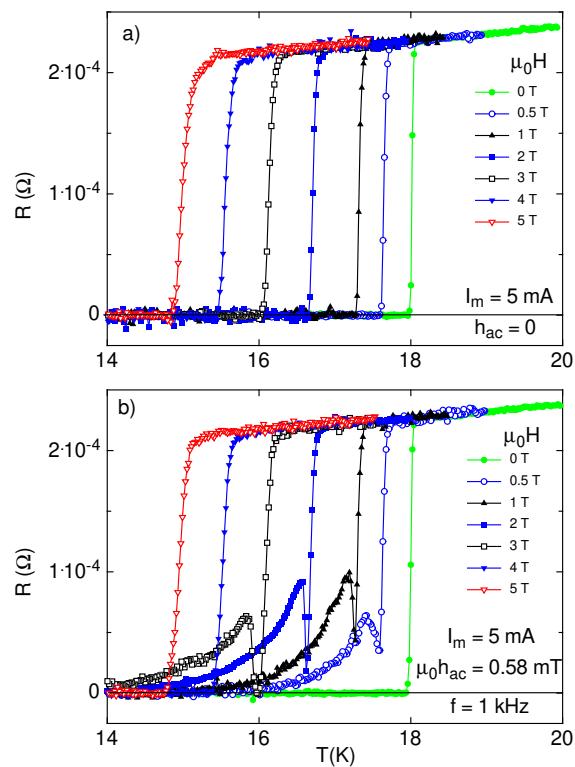 a)
2·10⁻⁴
1·10⁻⁴
0
R (Ω)
μ₀H
0 T
0.5 T
1 T
2 T
3 T
4 T
5 T
Iₘ = 5 mA
h_ac = 0
14 16 18 20
b)
2·10⁻⁴
1·10⁻⁴
0
R (Ω)
μ₀H
0 T
0.5 T
1 T
2 T
3 T
4 T
5 T
Iₘ = 5 mA
μ₀h_ac = 0.58 mT
f = 1 kHz
14 16 18 20
T(K)